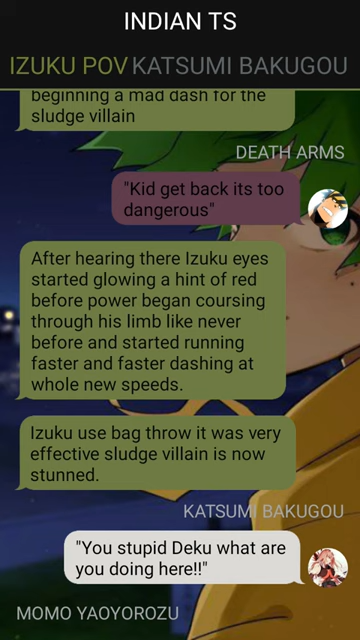 INDIAN TS
IZUKU POV KATSUMI BAKUGOU
beginning a mad dash for the
sludge villain
DEATH ARMS
"Kid get back its too
dangerous"
After hearing there Izuku eyes
started glowing a hint of red
before power began coursing
through his limb like never
before and started running
faster and faster dashing at
whole new speeds.
Izuku use bag throw it was very
effective sludge villain is now
stunned.
KATSUMI BAKUGOU
"You stupid Deku what are
you doing here!!"
MOMO YAOYOROZU